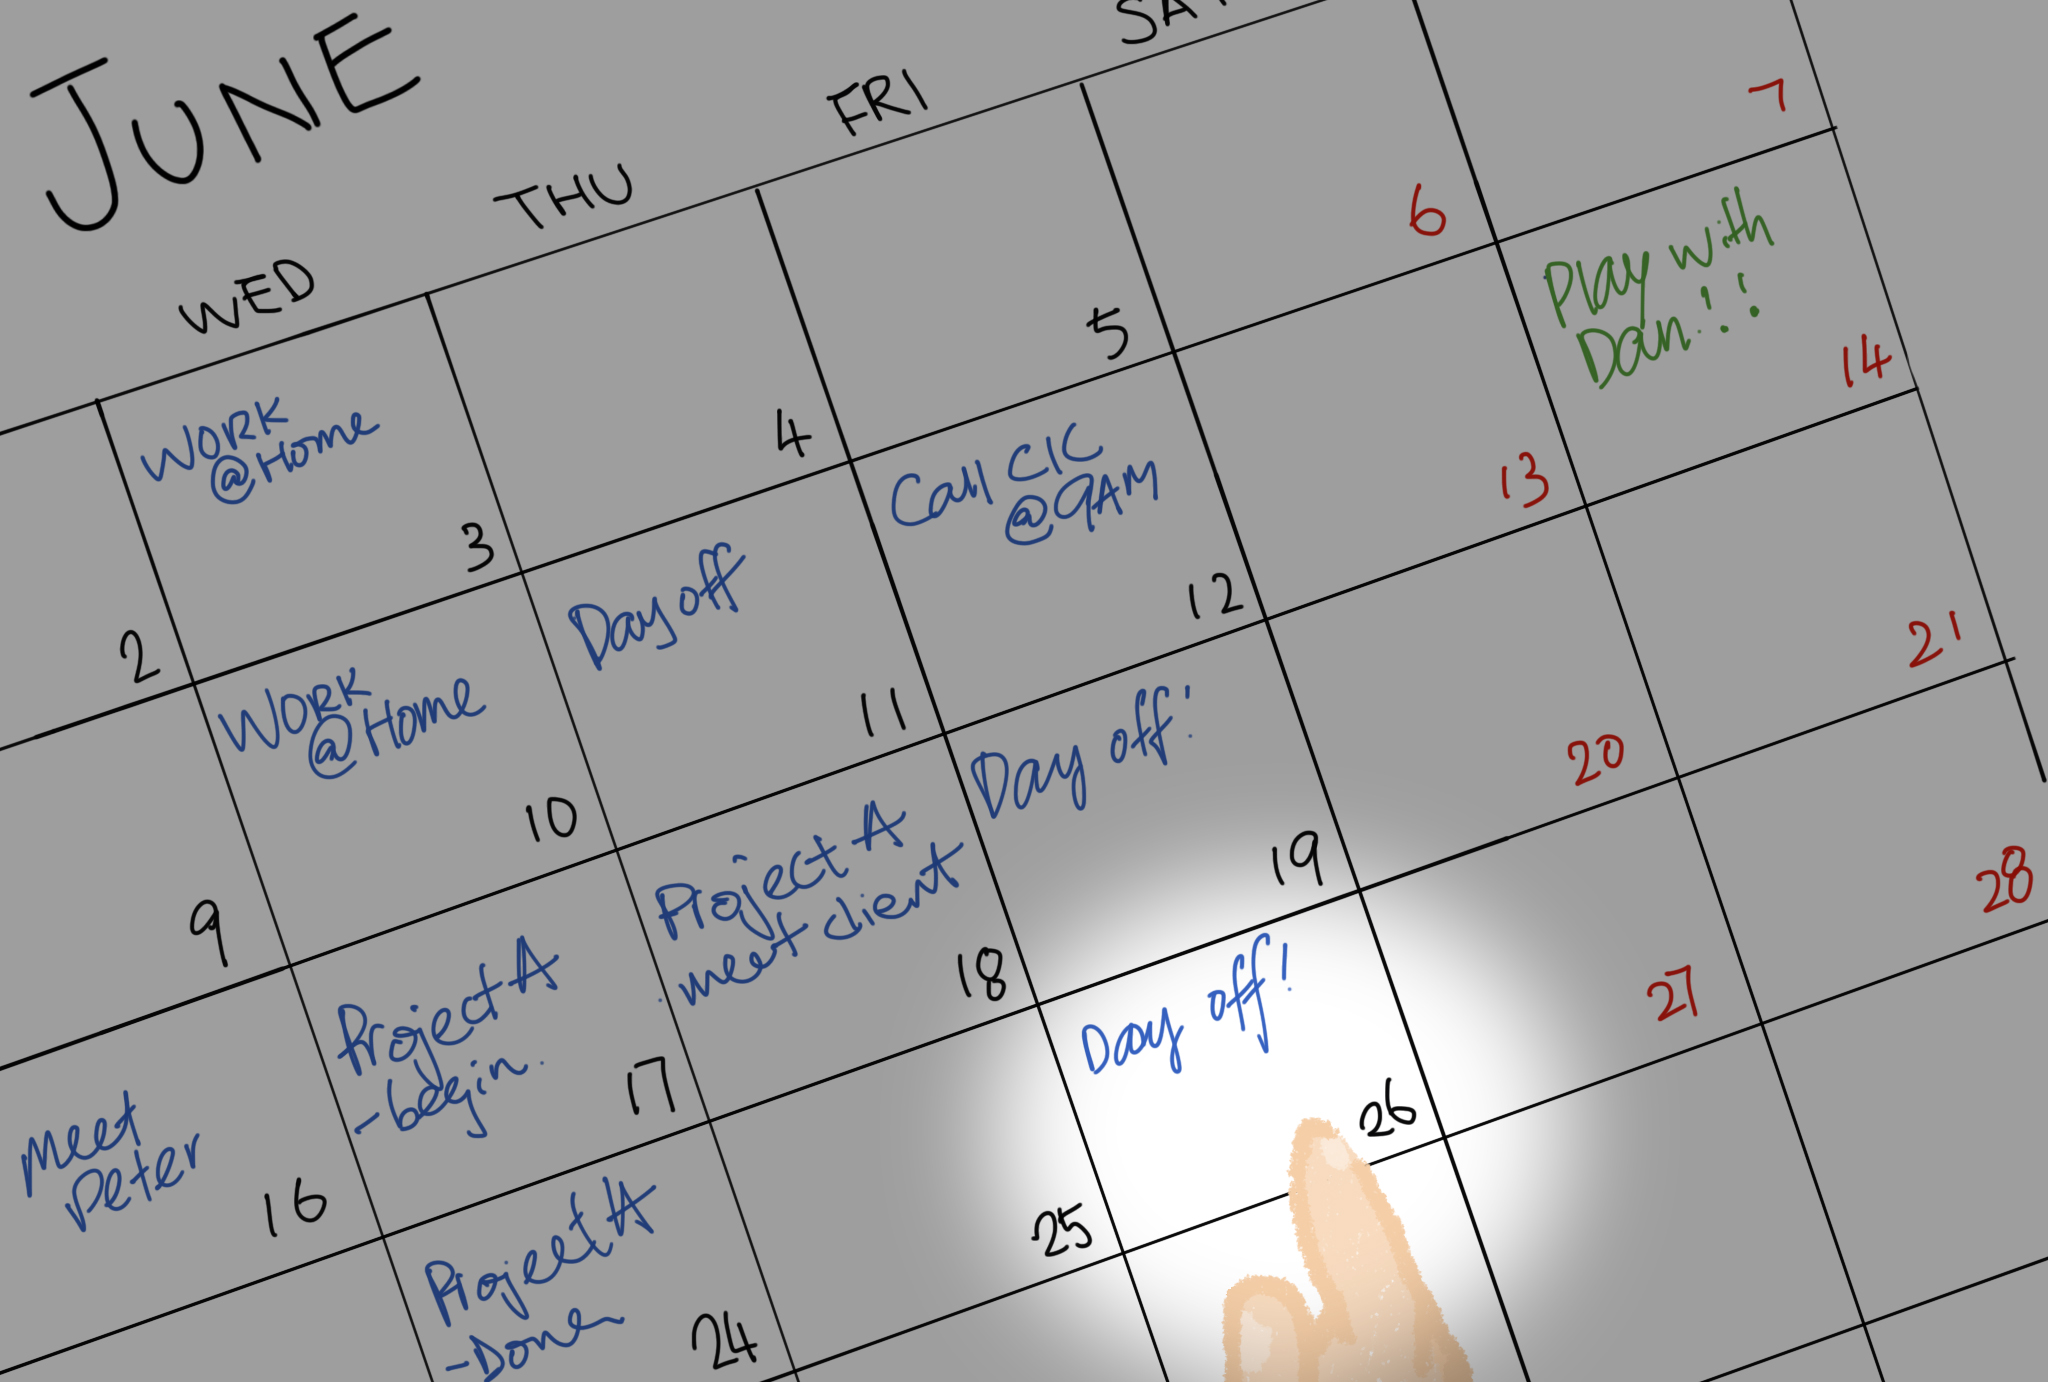 JUNE
WED
THU
FRI
7
6
5
4
3
2
Work
@Home
Play with
Dan!!!
14
13
Call CIC
@9AM
12
Day off
11
Work
@Home
10
9
21
20
Day off!
19
Project A
meet client
18
Project A
-begin.
17
Meet
Peter
16
28
27
Day off!
26
25
Project A
-Done
24